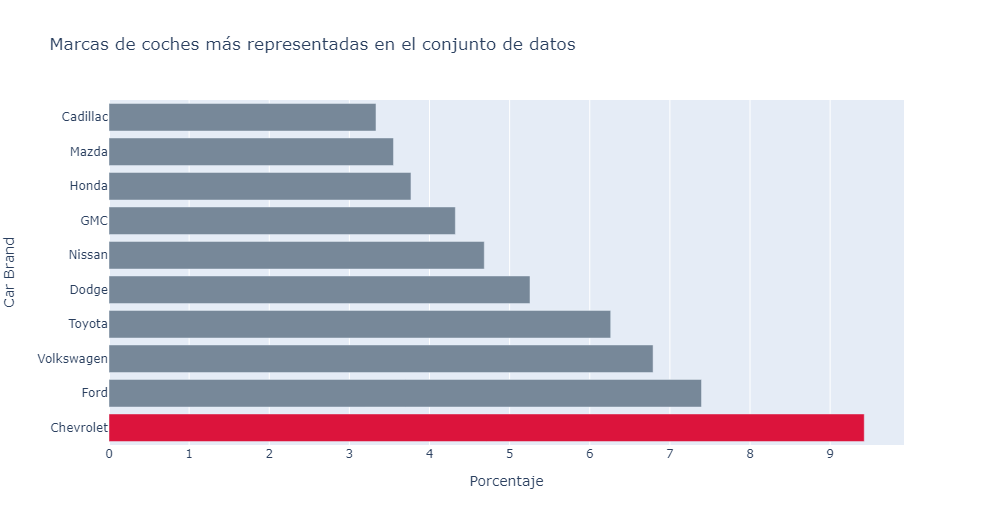 Marcas de coches más representadas en el conjunto de datos
Car Brand
Cadillac
Mazda
Honda
GMC
Nissan
Dodge
Toyota
Volkswagen
Ford
Chevrolet
0 1 2 3 4 5 6 7 8 9
Porcentaje